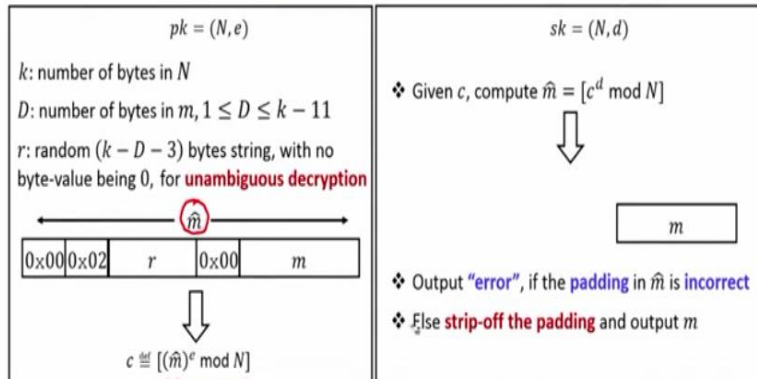 pk = (N,e)
k: number of bytes in N
D: number of bytes in m, 1 ≤ D ≤ k − 11
r: random (k − D − 3) bytes string, with no
byte-value being 0, for unambiguous decryption
m̂
0x00 0x02 r 0x00 m
c ≝ [(m̂)ᵉ mod N]
sk = (N,d)
❖ Given c, compute m̂ = [cᵈ mod N]
m
❖ Output “error”, if the padding in m̂ is incorrect
❖ Else strip-off the padding and output m